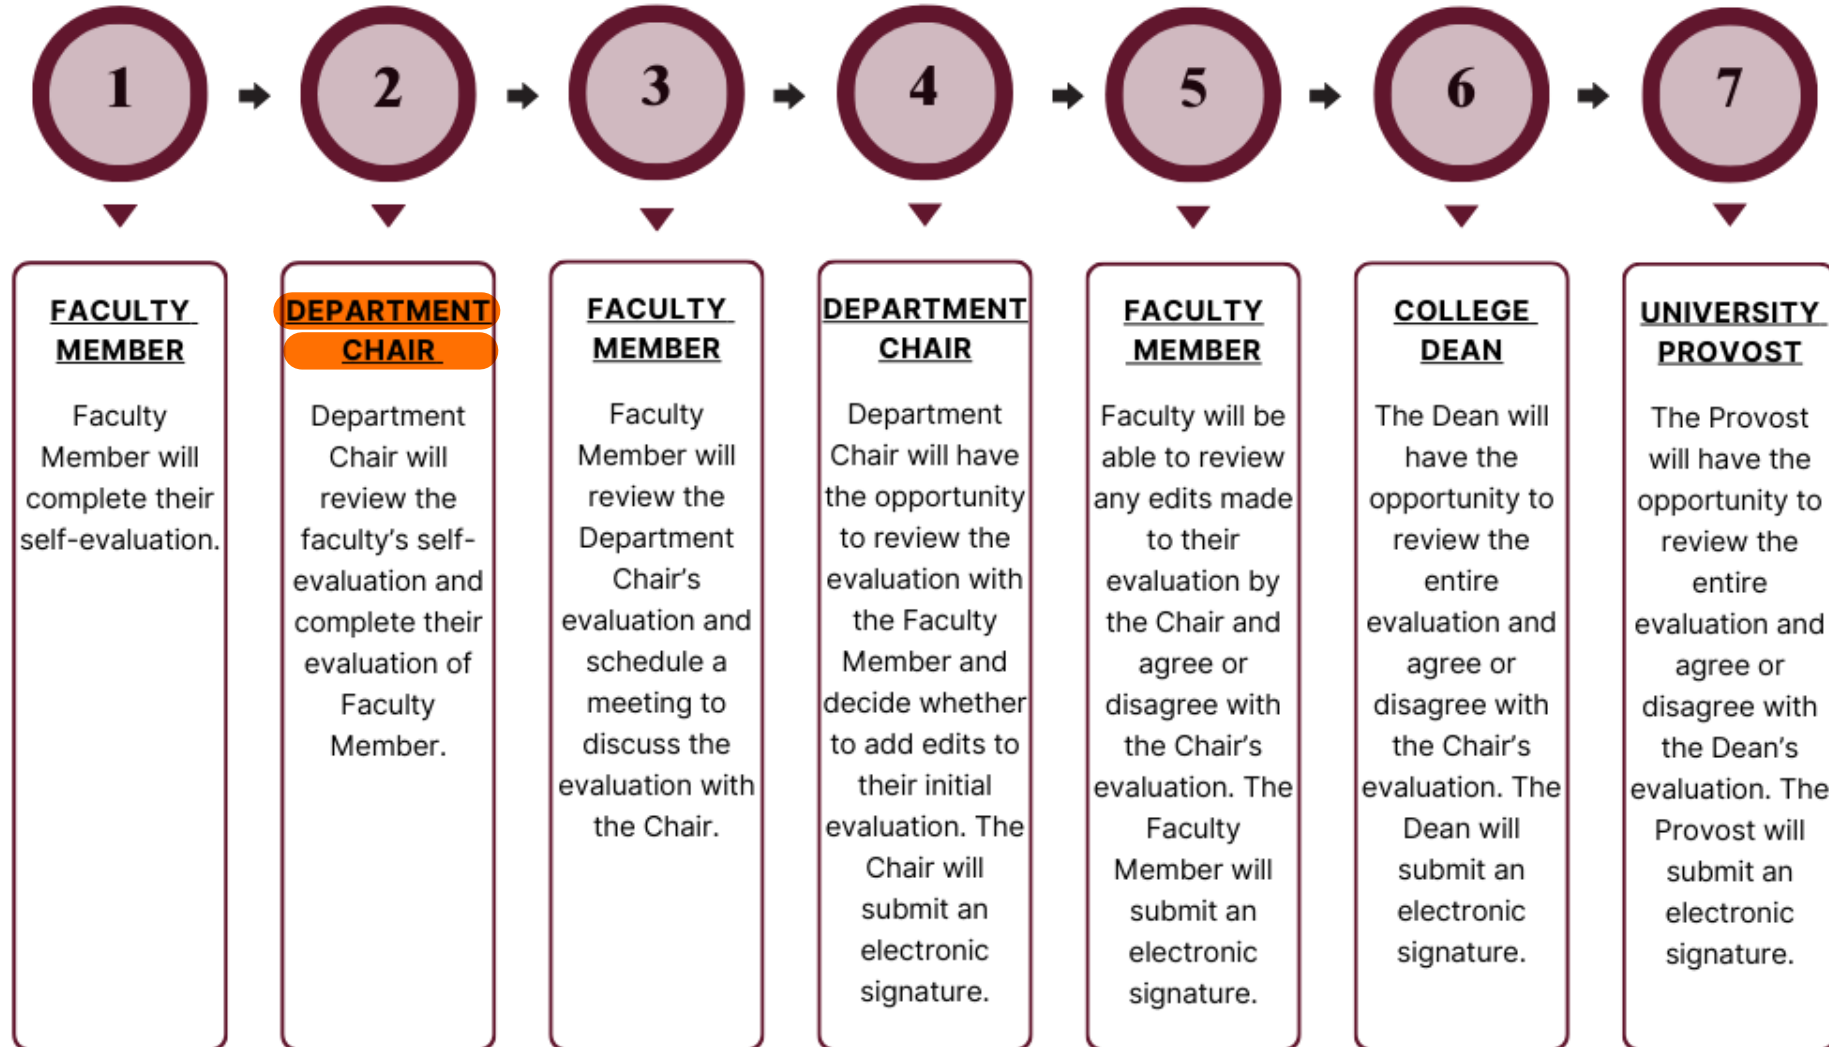 1
2
3
4
5
6
7
FACULTY
MEMBER
Faculty
Member will
complete their
self-evaluation.
DEPARTMENT
CHAIR
Department
Chair will
review the
faculty's self-
evaluation and
complete their
evaluation of
Faculty
Member.
FACULTY
MEMBER
Faculty
Member will
review the
Department
Chair's
evaluation and
schedule a
meeting to
discuss the
evaluation with
the Chair.
DEPARTMENT
CHAIR
Department
Chair will have
the opportunity
to review the
evaluation with
the Faculty
Member and
decide whether
to add edits to
their initial
evaluation. The
Chair will
submit an
electronic
signature.
FACULTY
MEMBER
Faculty will be
able to review
any edits made
to their
evaluation by
the Chair and
agree or
disagree with
the Chair's
evaluation. The
Faculty
Member will
submit an
electronic
signature.
COLLEGE
DEAN
The Dean will
have the
opportunity to
review the
entire
evaluation and
agree or
disagree with
the Chair's
evaluation. The
Dean will
submit an
electronic
signature.
UNIVERSITY
PROVOST
The Provost
will have the
opportunity to
review the
entire
evaluation and
agree or
disagree with
the Dean's
evaluation. The
Provost will
submit an
electronic
signature.